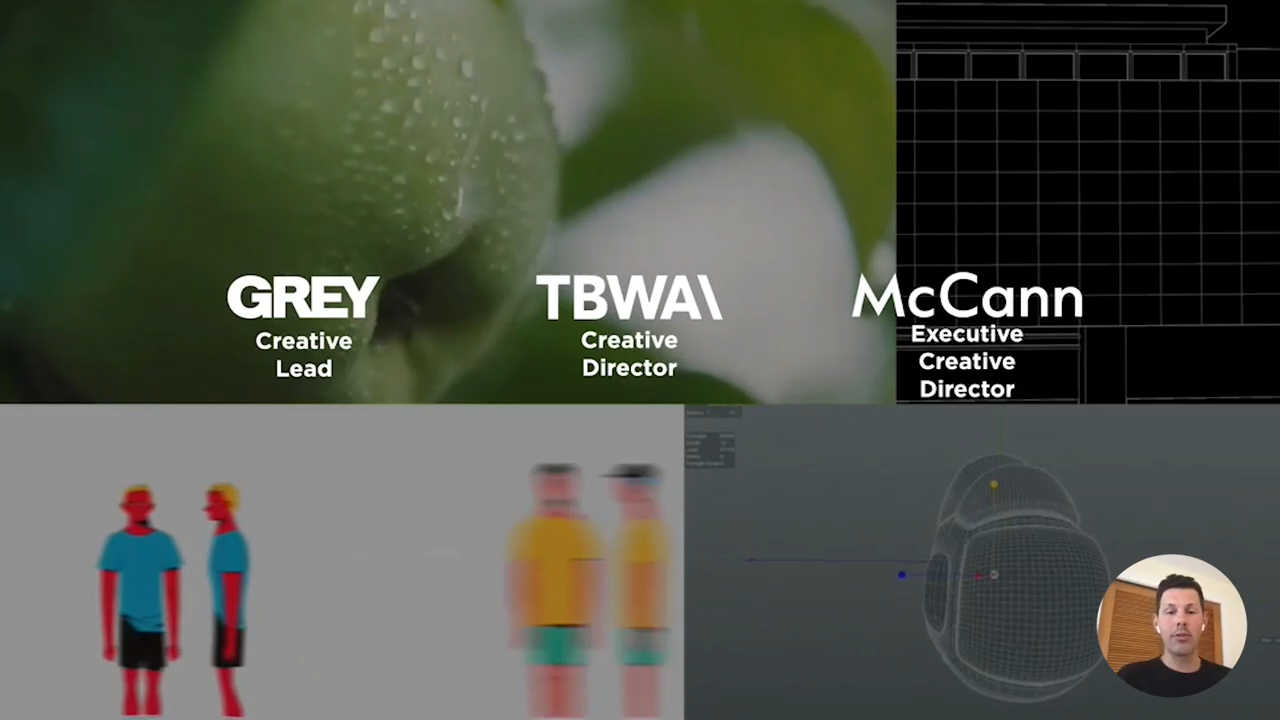 GREY
Creative
Lead
TBWA\
Creative
Director
McCann
Executive
Creative
Director